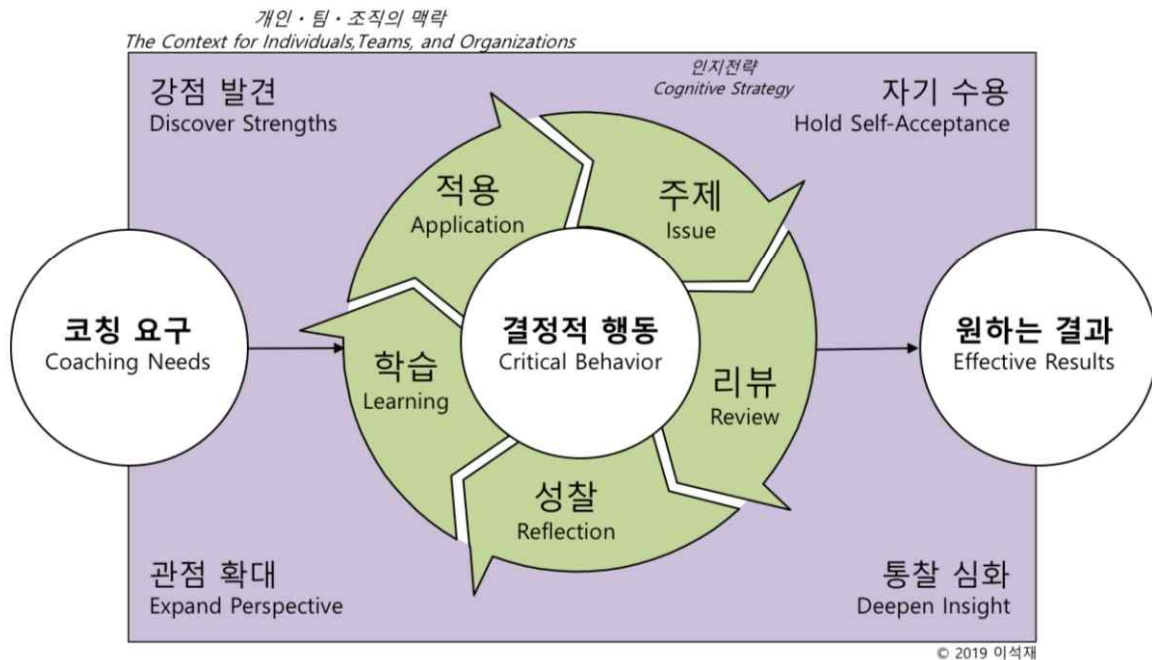 개인 · 팀 · 조직의 맥락
The Context for Individuals,Teams, and Organizations
인지전략
Cognitive Strategy
강점 발견
Discover Strengths
자기 수용
Hold Self-Acceptance
적용
Application
주제
Issue
코칭 요구
Coaching Needs
결정적 행동
Critical Behavior
원하는 결과
Effective Results
학습
Learning
리뷰
Review
성찰
Reflection
관점 확대
Expand Perspective
통찰 심화
Deepen Insight
© 2019 이석재